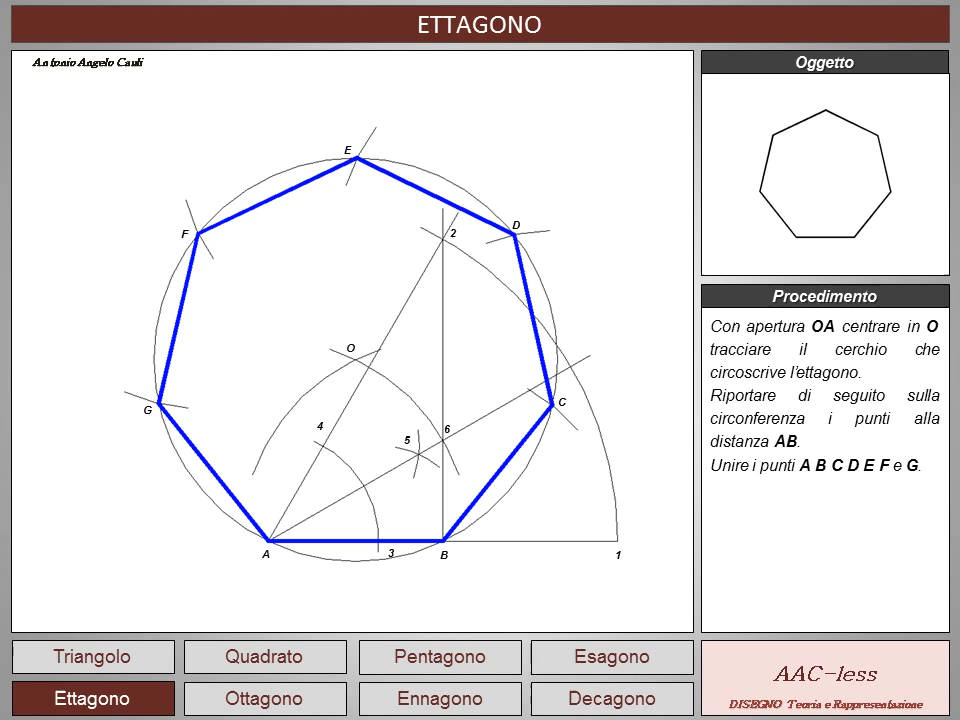 ETTAGONO
Antonio Angelo Cauti
Oggetto
E
F
D
2
O
G
C
4
5
6
A
3
B
1
Procedimento
Con apertura OA centrare in O
tracciare il cerchio che
circoscrive l'ettagono.
Riportare di seguito sulla
circonferenza i punti alla
distanza AB.
Unire i punti A B C D E F e G.
Triangolo
Quadrato
Pentagono
Esagono
Ettagono
Ottagono
Ennagono
Decagono
AAC-less
DISEGNO Teoria e Rappresentazione